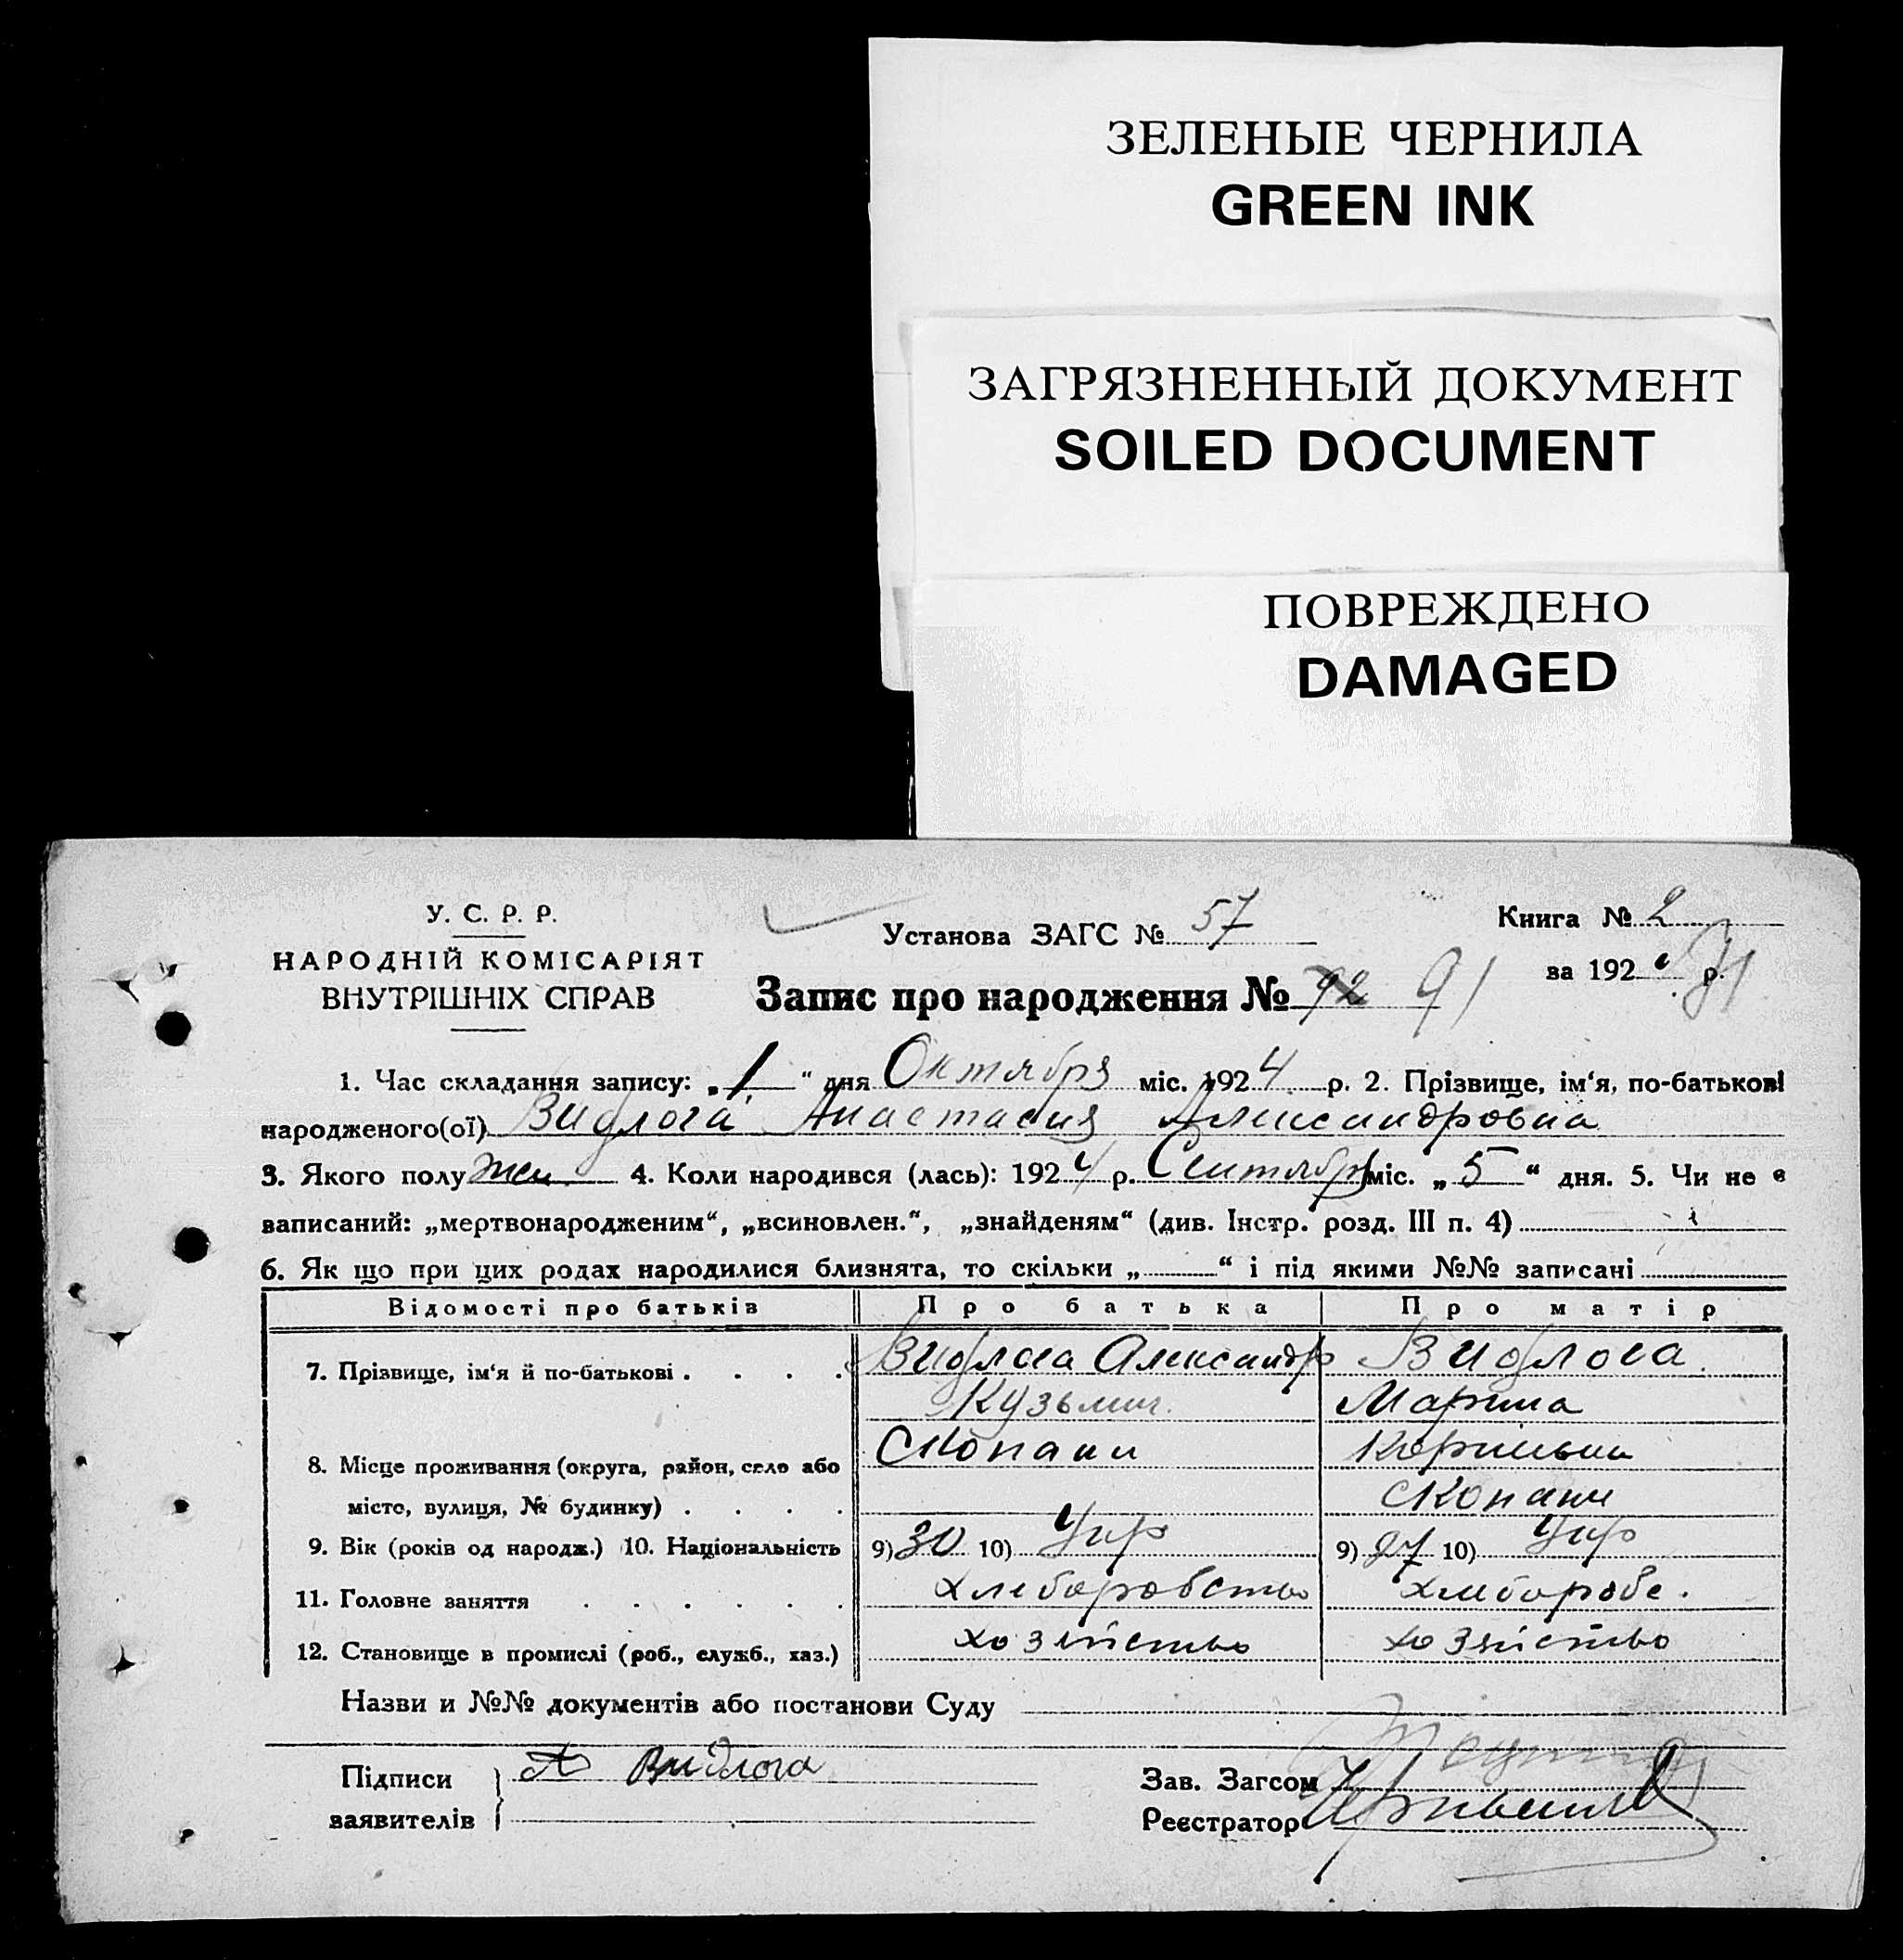 ЗЕЛЕНЫЕ ЧЕРНИЛА
GREEN INK
ЗАГРЯЗНЕННЫЙ ДОКУМЕНТ
SOILED DOCUMENT
ПОВРЕЖДЕНО
DAMAGED
У. С. Р. Р.
НАРОДНІЙ КОМІСАРІЯТ
ВНУТРІШНІХ СПРАВ
Установа ЗАГС № 57
Книга № 2
за 192 р.
Запис про народження № 92 91
1. Час складання запису: „1“ дня Октября міс. 1924 р. 2. Прізвище, ім‘я, по-батькові
народженого(ої) Видлога Анастасия Александровна
3. Якого полу жен. 4. Коли народився (лась): 1924 р. Сентября міс. „5“ дня. 5. Чи не є
записаний: „мертвонародженим“, „всиновлен.“, „знайденям“ (див. Інстр. розд. III п. 4)
6. Як що при цих родах народилися близнята, то скільки „ “ і під якими №№ записані
Відомості про батьків Про батька Про матір
7. Прізвище, ім‘я й по-батькові . . . . Видлога Александр Видлога
Кузьмич. Марина
Скопани
8. Місце проживання (округа, район, село або
місто, вулиця, № будинку) . . . . Скопани
9. Вік (років од народж.) 10. Національність 9) 30 10) Укр 9) 27 10) Укр
11. Головне заняття . . . . . . хлеборобство хлебороб.
12. Становище в промислі (роб., служб., хаз.) хозяйство хозяйство
Назви и №№ документів або постанови Суду
Підписи А Видлога
заявителів
Зав. Загсом
Реєстратор